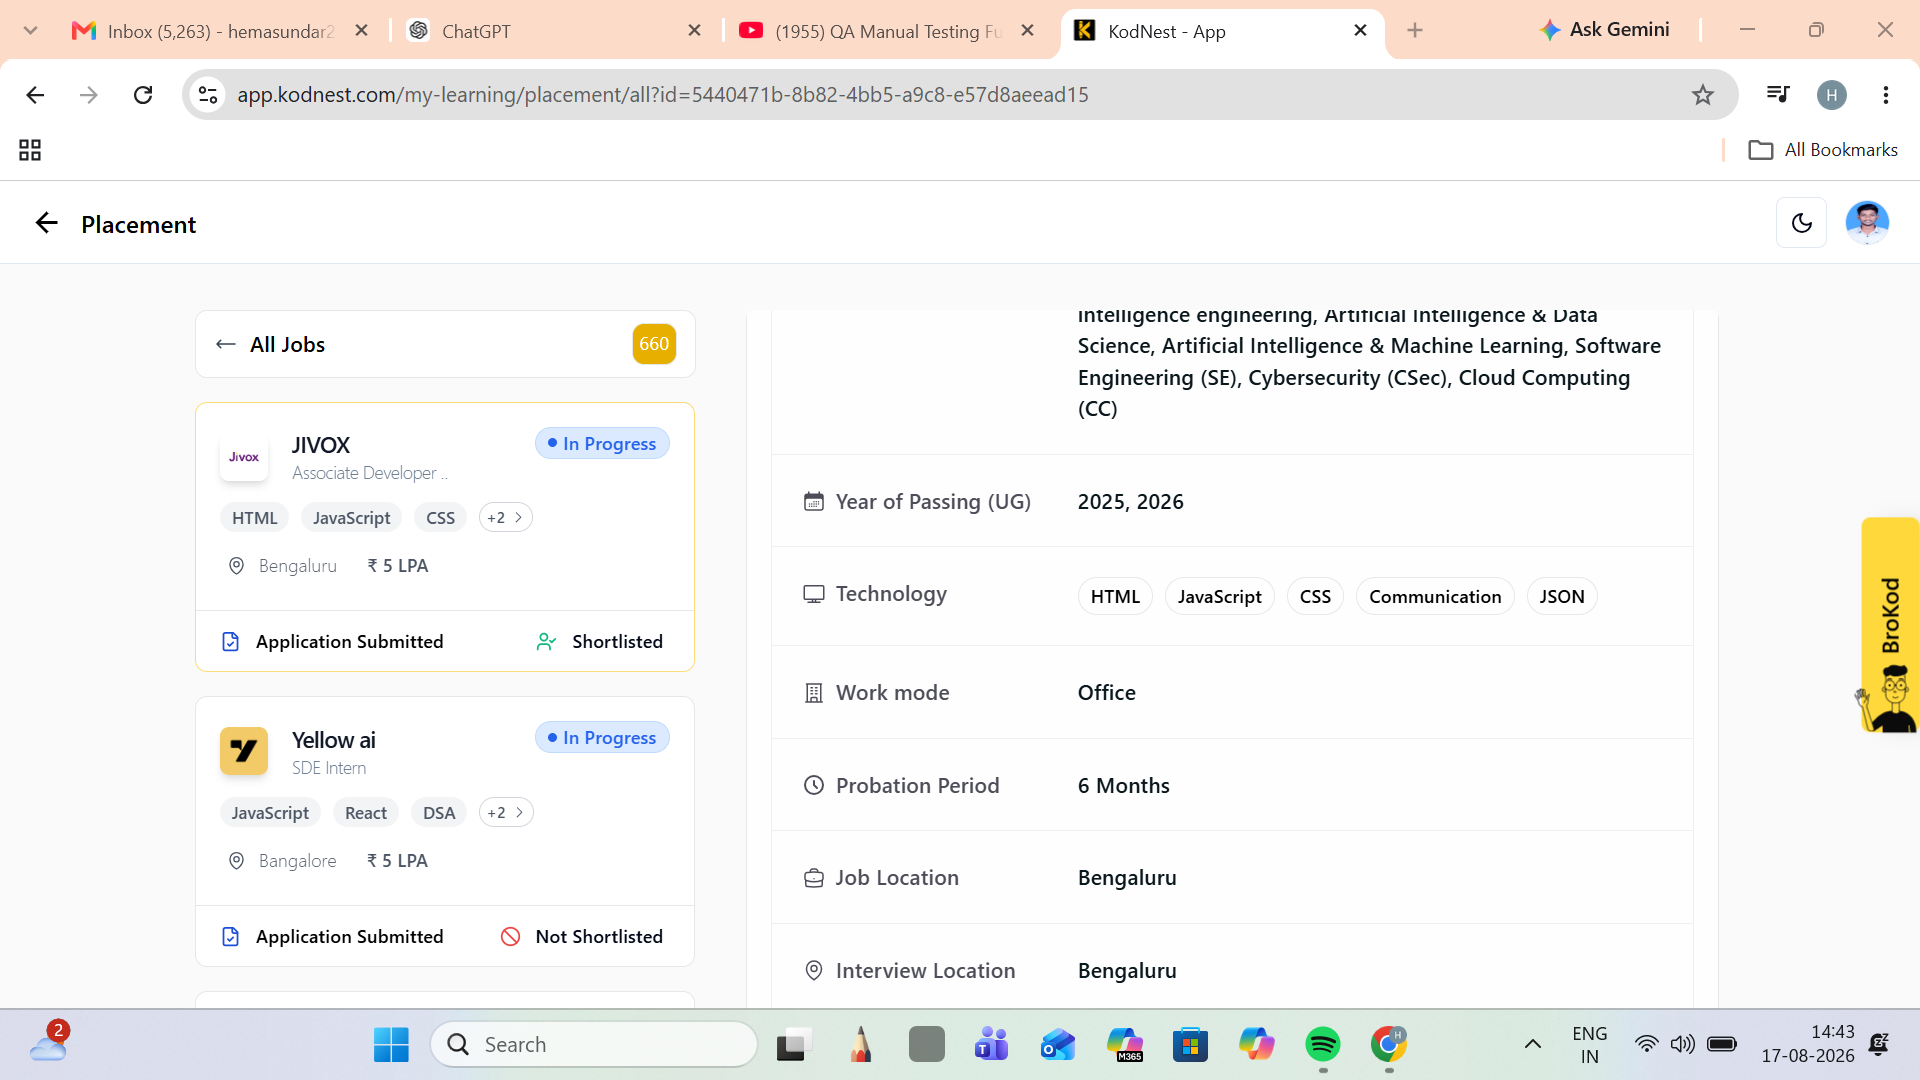 Inbox (5,263) - hemasundar2
ChatGPT
(1955) QA Manual Testing Fu
KodNest - App
Ask Gemini
app.kodnest.com/my-learning/placement/all?id=5440471b-8b82-4bb5-a9c8-e57d8aeead15
H
All Bookmarks
Placement
All Jobs
660
Jivox
JIVOX
In Progress
Associate Developer ..
HTML
JavaScript
CSS
+2
Bengaluru
₹ 5 LPA
Application Submitted
Shortlisted
Yellow ai
In Progress
SDE Intern
JavaScript
React
DSA
+2
Bangalore
₹ 5 LPA
Application Submitted
Not Shortlisted
Intelligence engineering, Artificial Intelligence & Data
Science, Artificial Intelligence & Machine Learning, Software
Engineering (SE), Cybersecurity (CSec), Cloud Computing
(CC)
Year of Passing (UG)
2025, 2026
Technology
HTML
JavaScript
CSS
Communication
JSON
Work mode
Office
Probation Period
6 Months
Job Location
Bengaluru
Interview Location
Bengaluru
BroKod
2
Search
M365
H
ENG
IN
14:43
17-08-2026